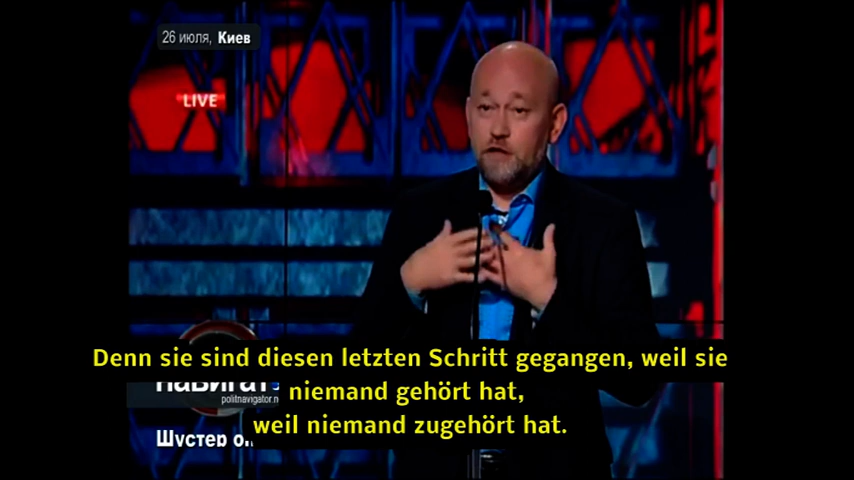 26 июля, Киев
LIVE
Denn sie sind diesen letzten Schritt gegangen, weil sie
niemand gehört hat,
politnavigator.n
weil niemand zugehört hat.
Шустер